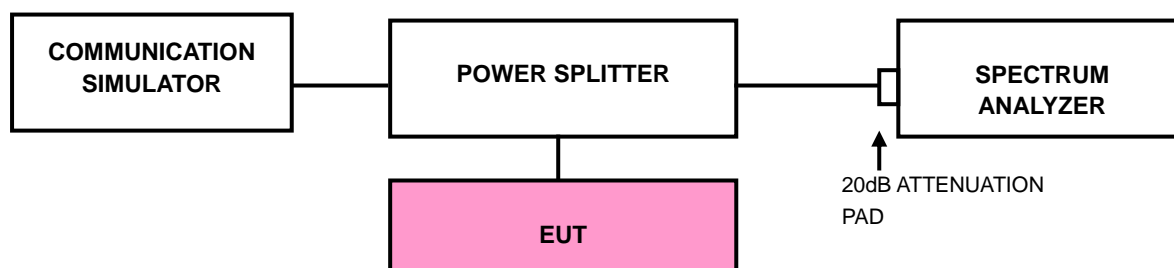 COMMUNICATION
SIMULATOR
POWER SPLITTER
SPECTRUM
ANALYZER
20dB ATTENUATION
PAD
EUT